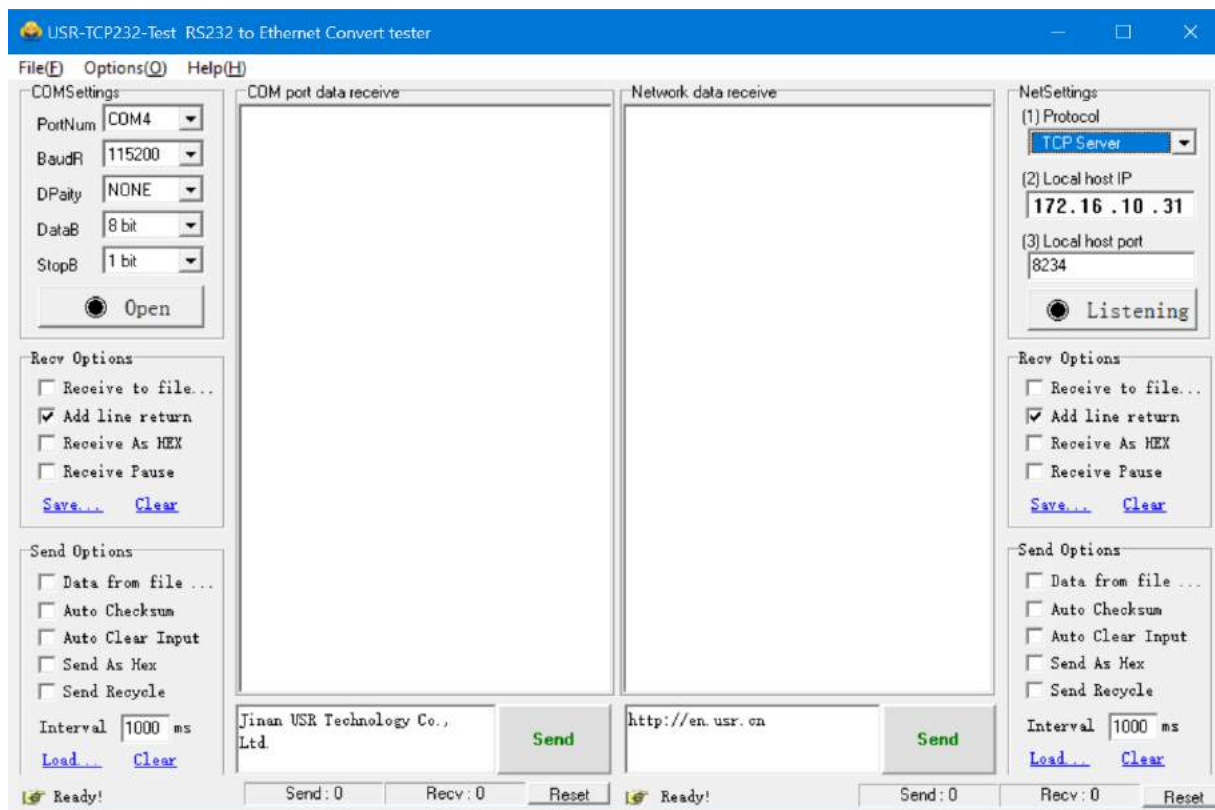 USR-TCP232-Test RS232 to Ethernet Convert tester
File(F) Options(O) Help(H)
COMSettings
PortNum COM4
BaudR 115200
DPaity NONE
DataB 8 bit
StopB 1 bit
Open
Recv Options
Receive to file...
Add line return
Receive As HEX
Receive Pause
Save... Clear
Send Options
Data from file ...
Auto Checksum
Auto Clear Input
Send As Hex
Send Recycle
Interval 1000 ms
Load... Clear
COM port data receive
Jinan USR Technology Co.,
Ltd.
Send
Network data receive
http://en.usr.cn
Send
NetSettings
(1) Protocol
TCP Server
(2) Local host IP
172.16 .10 .31
(3) Local host port
8234
Listening
Recv Options
Receive to file...
Add line return
Receive As HEX
Receive Pause
Save... Clear
Send Options
Data from file ...
Auto Checksum
Auto Clear Input
Send As Hex
Send Recycle
Interval 1000 ms
Load... Clear
Ready! Send : 0 Recv : 0 Reset Ready! Send : 0 Recv : 0 Reset